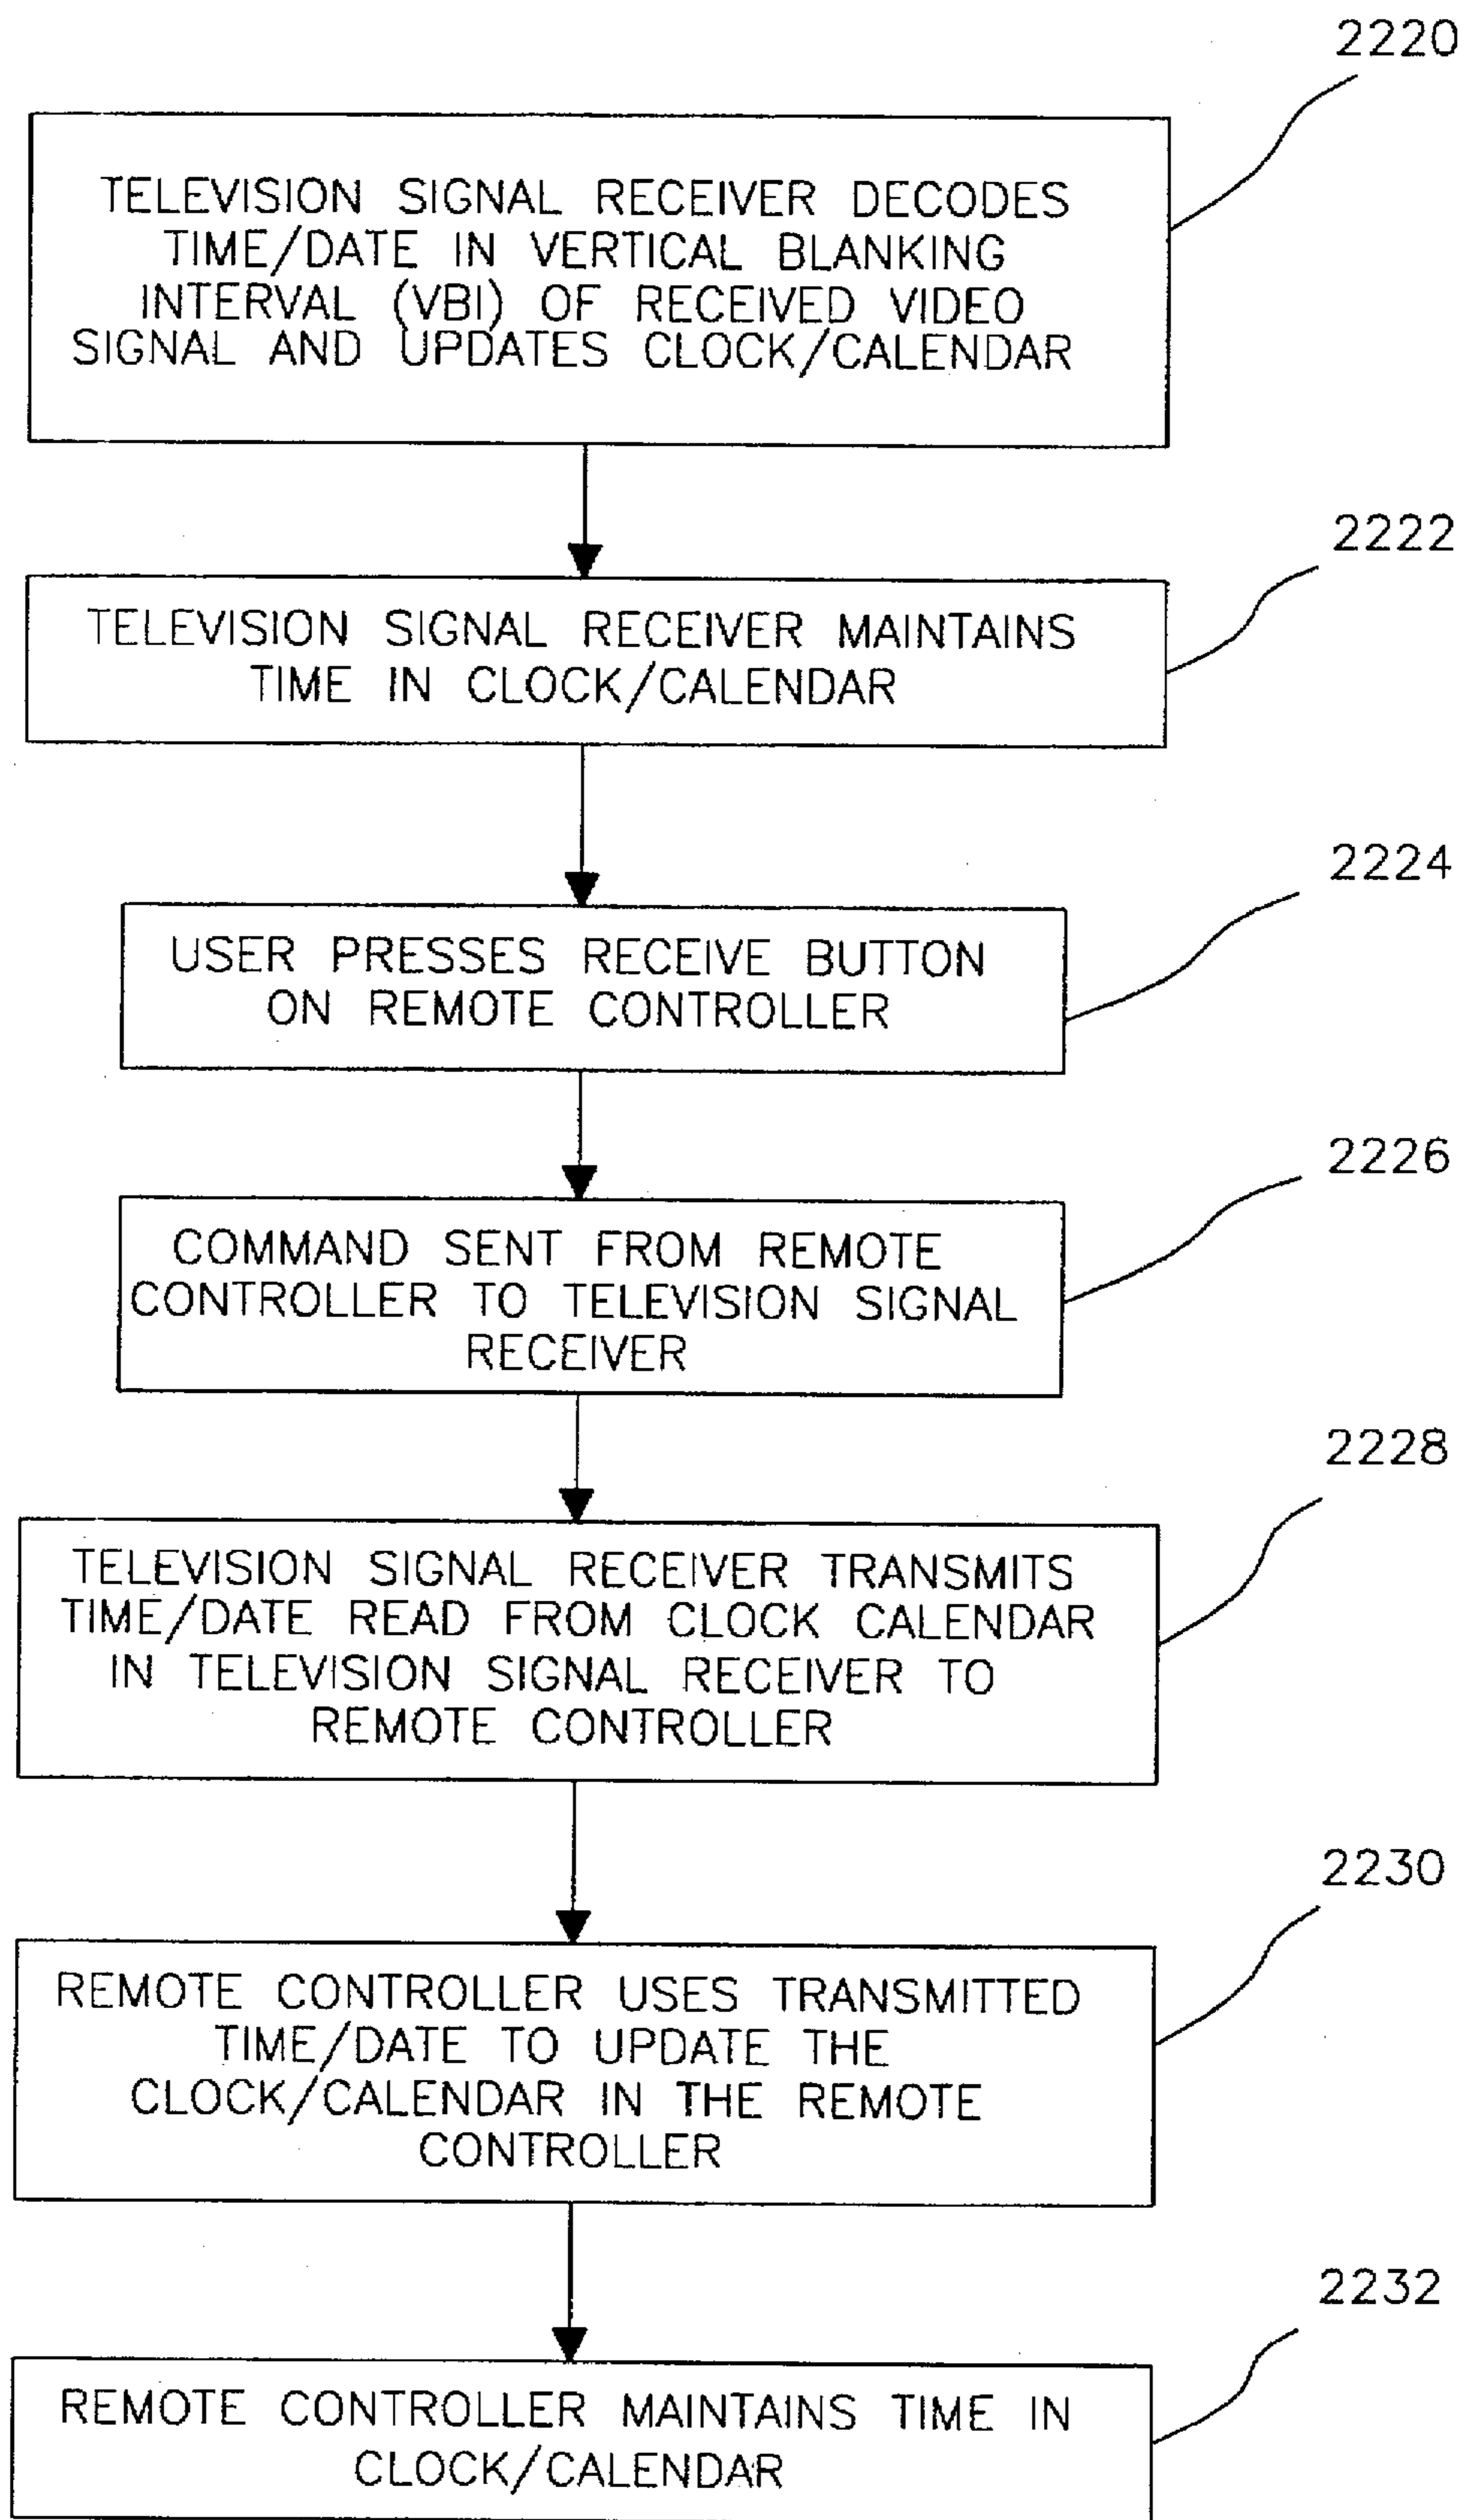 2220
TELEVISION SIGNAL RECEIVER DECODES
TIME/DATE IN VERTICAL BLANKING
INTERVAL (VBI) OF RECEIVED VIDEO
SIGNAL AND UPDATES CLOCK/CALENDAR
2222
TELEVISION SIGNAL RECEIVER MAINTAINS
TIME IN CLOCK/CALENDAR
2224
USER PRESSES RECEIVE BUTTON
ON REMOTE CONTROLLER
2226
COMMAND SENT FROM REMOTE
CONTROLLER TO TELEVISION SIGNAL
RECEIVER
2228
TELEVISION SIGNAL RECEIVER TRANSMITS
TIME/DATE READ FROM CLOCK CALENDAR
IN TELEVISION SIGNAL RECEIVER TO
REMOTE CONTROLLER
2230
REMOTE CONTROLLER USES TRANSMITTED
TIME/DATE TO UPDATE THE
CLOCK/CALENDAR IN THE REMOTE
CONTROLLER
2232
REMOTE CONTROLLER MAINTAINS TIME IN
CLOCK/CALENDAR